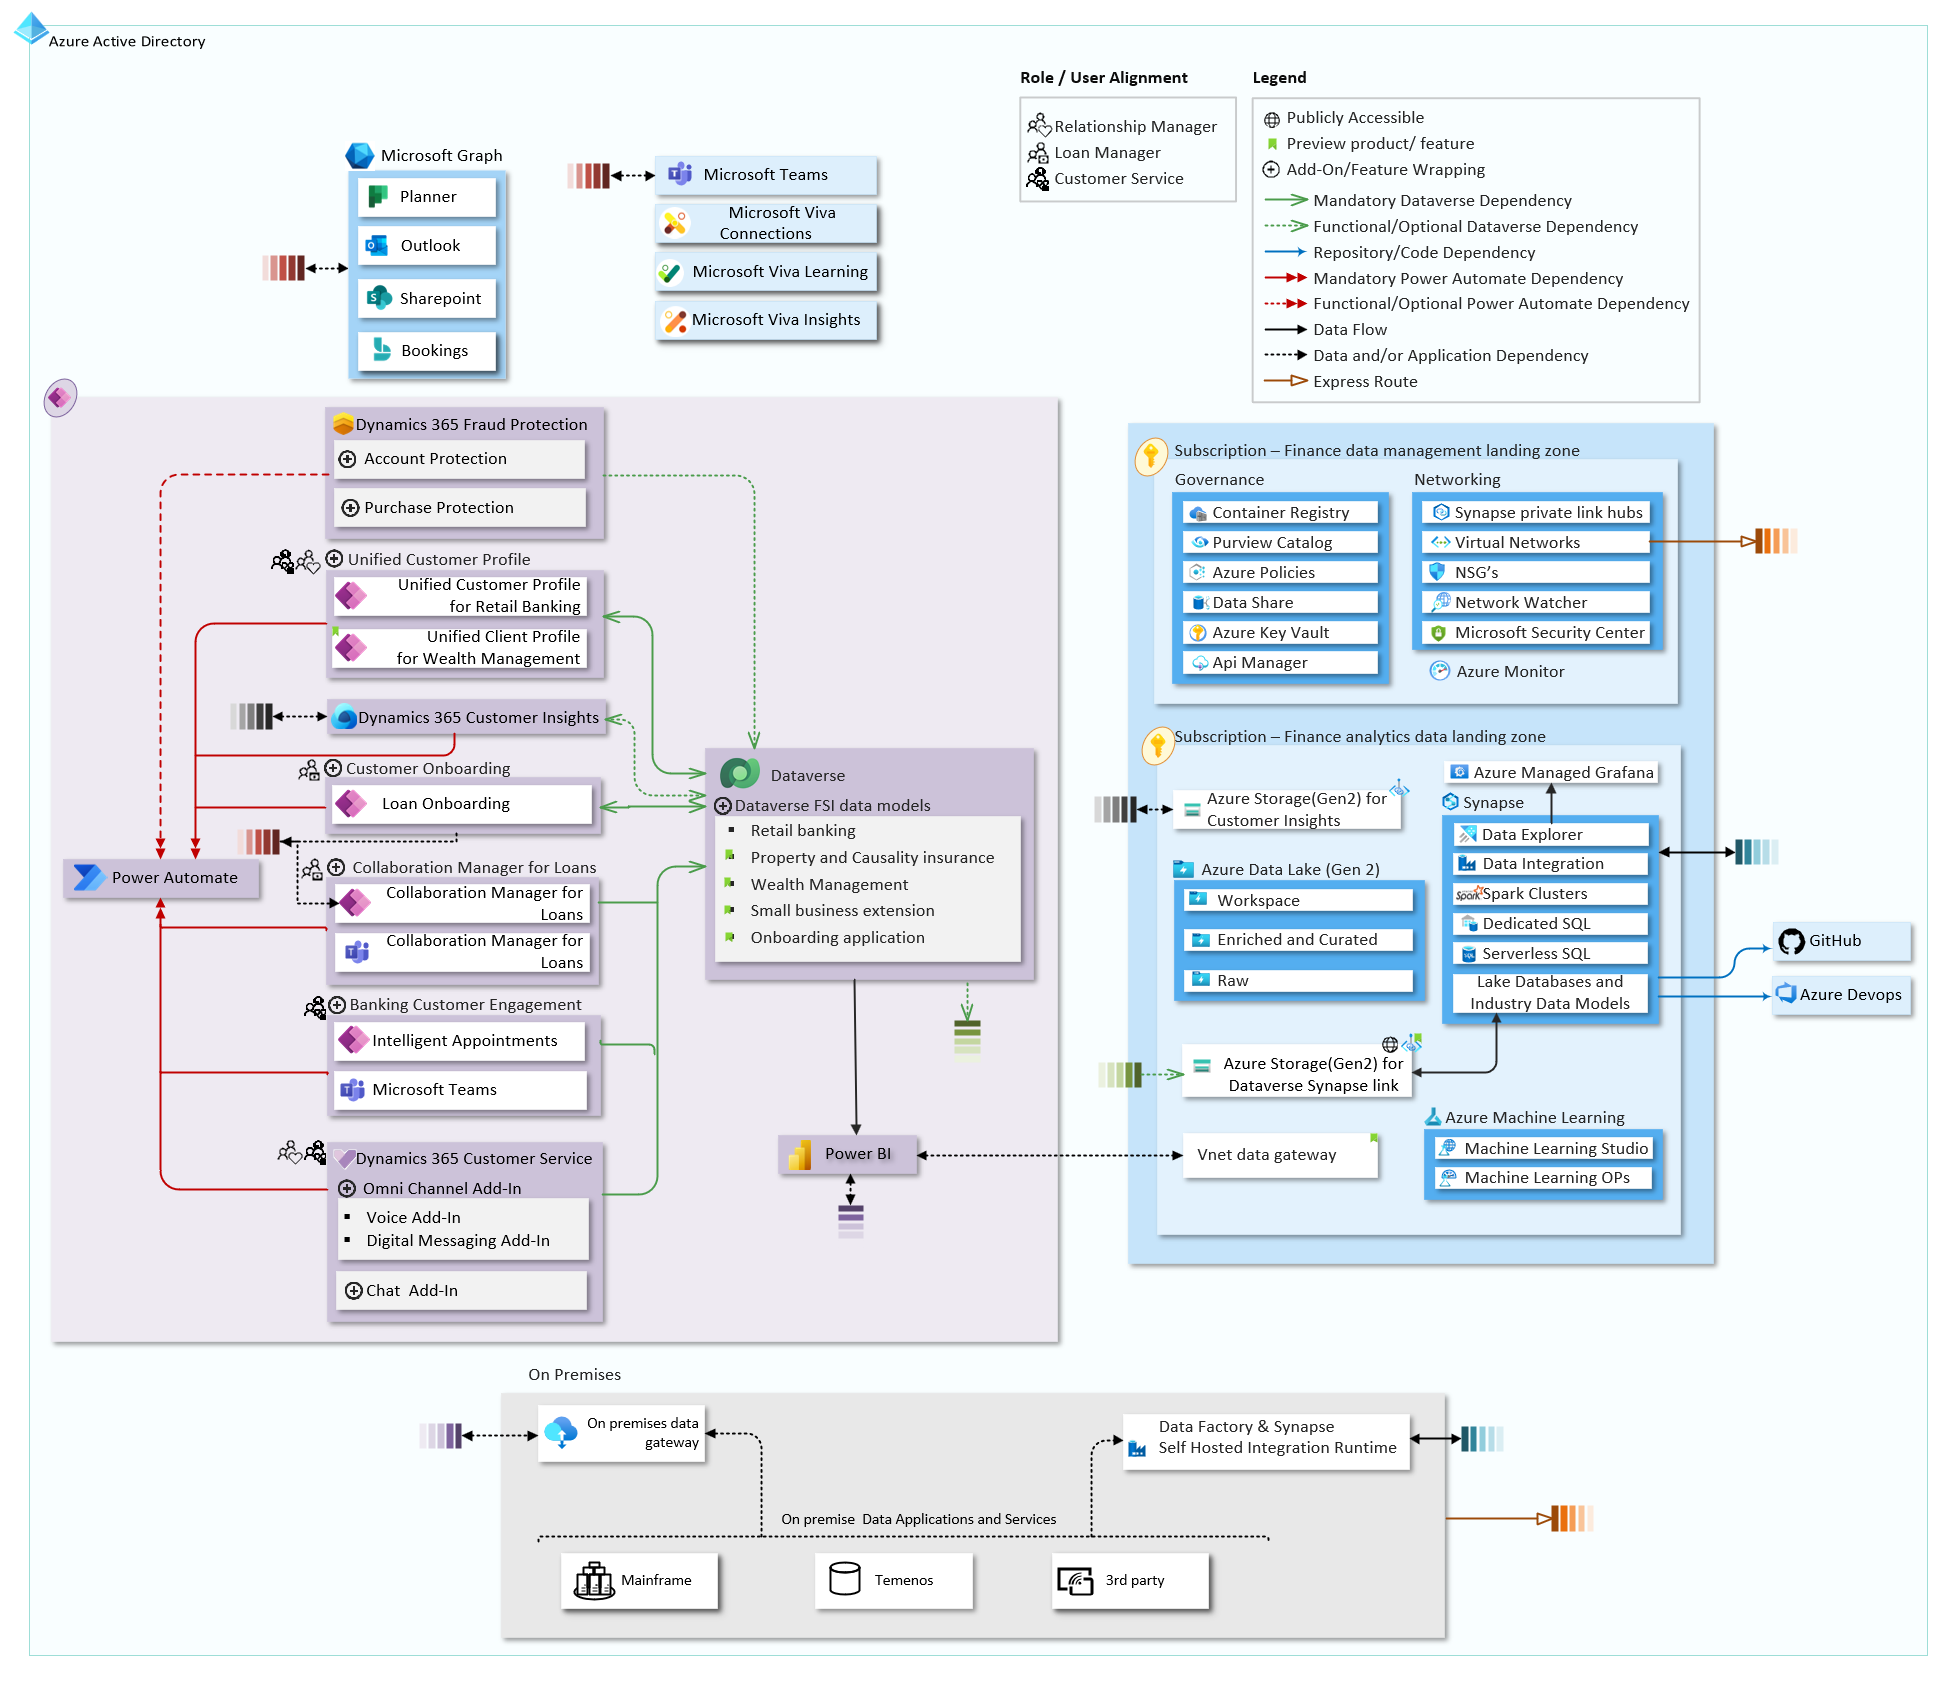 Azure Active Directory
Role / User Alignment
Relationship Manager
Loan Manager
Customer Service
Legend
Publicly Accessible
Preview product/ feature
Add-On/Feature Wrapping
Mandatory Dataverse Dependency
Functional/Optional Dataverse Dependency
Repository/Code Dependency
Mandatory Power Automate Dependency
Functional/Optional Power Automate Dependency
Data Flow
Data and/or Application Dependency
Express Route
Microsoft Graph
Planner
Outlook
Sharepoint
Bookings
Microsoft Teams
Microsoft Viva
Connections
Microsoft Viva Learning
Microsoft Viva Insights
Dynamics 365 Fraud Protection
Account Protection
Purchase Protection
Unified Customer Profile
Unified Customer Profile
for Retail Banking
Unified Client Profile
for Wealth Management
Dynamics 365 Customer Insights
Customer Onboarding
Loan Onboarding
Power Automate
Collaboration Manager for Loans
Collaboration Manager for
Loans
Collaboration Manager for
Loans
Banking Customer Engagement
Intelligent Appointments
Microsoft Teams
Dynamics 365 Customer Service
Omni Channel Add-In
Voice Add-In
Digital Messaging Add-In
Chat Add-In
Dataverse
Dataverse FSI data models
Retail banking
Property and Causality insurance
Wealth Management
Small business extension
Onboarding application
Power BI
Subscription – Finance data management landing zone
Governance
Container Registry
Purview Catalog
Azure Policies
Data Share
Azure Key Vault
Api Manager
Networking
Synapse private link hubs
Virtual Networks
NSG's
Network Watcher
Microsoft Security Center
Azure Monitor
Subscription – Finance analytics data landing zone
Azure Managed Grafana
Azure Storage(Gen2) for
Customer Insights
Synapse
Data Explorer
Data Integration
Spark
Spark Clusters
Dedicated SQL
Serverless SQL
Lake Databases and
Industry Data Models
Azure Data Lake (Gen 2)
Workspace
Enriched and Curated
Raw
GitHub
Azure Devops
Azure Storage(Gen2) for
Dataverse Synapse link
Azure Machine Learning
Machine Learning Studio
Machine Learning OPs
Vnet data gateway
On Premises
On premises data
gateway
Data Factory & Synapse
Self Hosted Integration Runtime
On premise Data Applications and Services
Mainframe
Temenos
3rd party